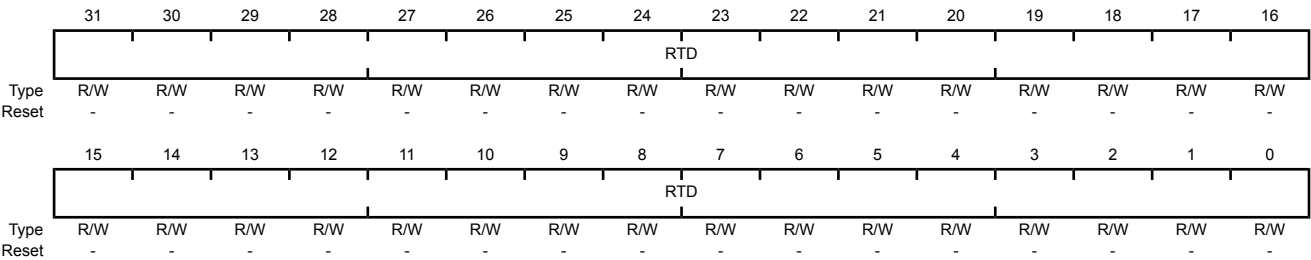 31 30 29 28 27 26 25 24 23 22 21 20 19 18 17 16
RTD
Type R/W R/W R/W R/W R/W R/W R/W R/W R/W R/W R/W R/W R/W R/W R/W R/W
Reset - - - - - - - - - - - - - - - -
15 14 13 12 11 10 9 8 7 6 5 4 3 2 1 0
RTD
Type R/W R/W R/W R/W R/W R/W R/W R/W R/W R/W R/W R/W R/W R/W R/W R/W
Reset - - - - - - - - - - - - - - - -